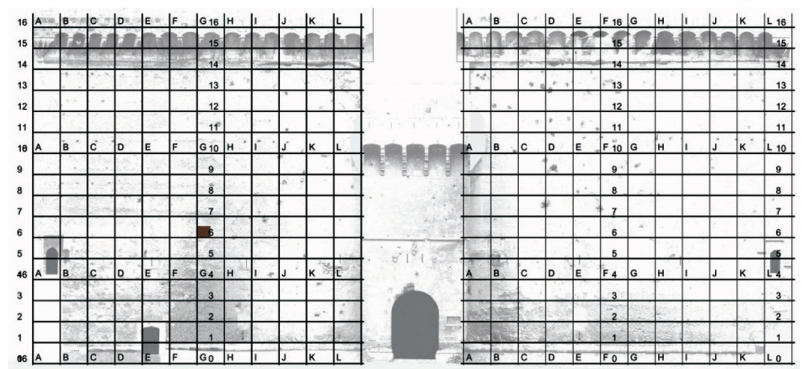 16 A B C D E F G 16 H I J K L A B C D E F 16 G H I J K L 16
15 15 15 15
14 14 14 14
13 13 13 13
12 12 12 12
11 11 11 11
10 A B C D E F G 10 H I J K L A B C D E F 10 G H I J K L 10
9 9 9 9
8 8 8 8
7 7 7 7
6 6 6 6
5 5 5 5
A B C D E F G 4 H I J K L A B C D E F 4 G H I J K L 4
3 3 3 3
2 2 2 2
1 1 1 1
A B C D E F G 0 H I J K L A B C D E F 0 G H I J K L 0